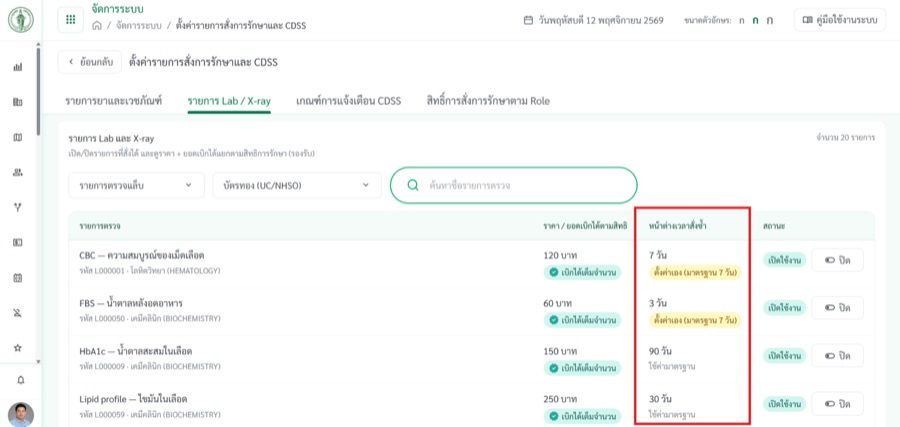 จัดการระบบ
/ จัดการระบบ / ตั้งค่ารายการสั่งการรักษาและ CDSS
วันพฤหัสบดี 12 พฤศจิกายน 2569
ขนาดตัวอักษร: ก ก ก
คู่มือใช้งานระบบ
ย้อนกลับ
ตั้งค่ารายการสั่งการรักษาและ CDSS
รายการยาและเวชภัณฑ์
รายการ Lab / X-ray
เกณฑ์การแจ้งเตือน CDSS
สิทธิ์การสั่งการรักษาตาม Role
รายการ Lab และ X-ray
จำนวน 20 รายการ
เปิด/ปิดรายการที่สั่งได้ และดูราคา + ยอดเบิกได้แยกตามสิทธิการรักษา (รองรับ)
รายการตรวจแล็บ
บัตรทอง (UC/NHSO)
ค้นหาชื่อรายการตรวจ
รายการตรวจ
ราคา / ยอดเบิกได้ตามสิทธิ
หน้าต่างเวลาสั่งซ้ำ
สถานะ
CBC — ความสมบูรณ์ของเม็ดเลือด
รหัส L000001 · โลหิตวิทยา (HEMATOLOGY)
120 บาท
เบิกได้เต็มจำนวน
7 วัน
ตั้งค่าเอง (มาตรฐาน 7 วัน)
เปิดใช้งาน
ปิด
FBS — น้ำตาลหลังอดอาหาร
รหัส L000050 · เคมีคลินิก (BIOCHEMISTRY)
60 บาท
เบิกได้เต็มจำนวน
3 วัน
ตั้งค่าเอง (มาตรฐาน 7 วัน)
เปิดใช้งาน
ปิด
HbA1c — น้ำตาลสะสมในเลือด
รหัส L000009 · เคมีคลินิก (BIOCHEMISTRY)
150 บาท
เบิกได้เต็มจำนวน
90 วัน
ใช้ค่ามาตรฐาน
เปิดใช้งาน
ปิด
Lipid profile — ไขมันในเลือด
รหัส L000059 · เคมีคลินิก (BIOCHEMISTRY)
250 บาท
เบิกได้เต็มจำนวน
30 วัน
ใช้ค่ามาตรฐาน
เปิดใช้งาน
ปิด